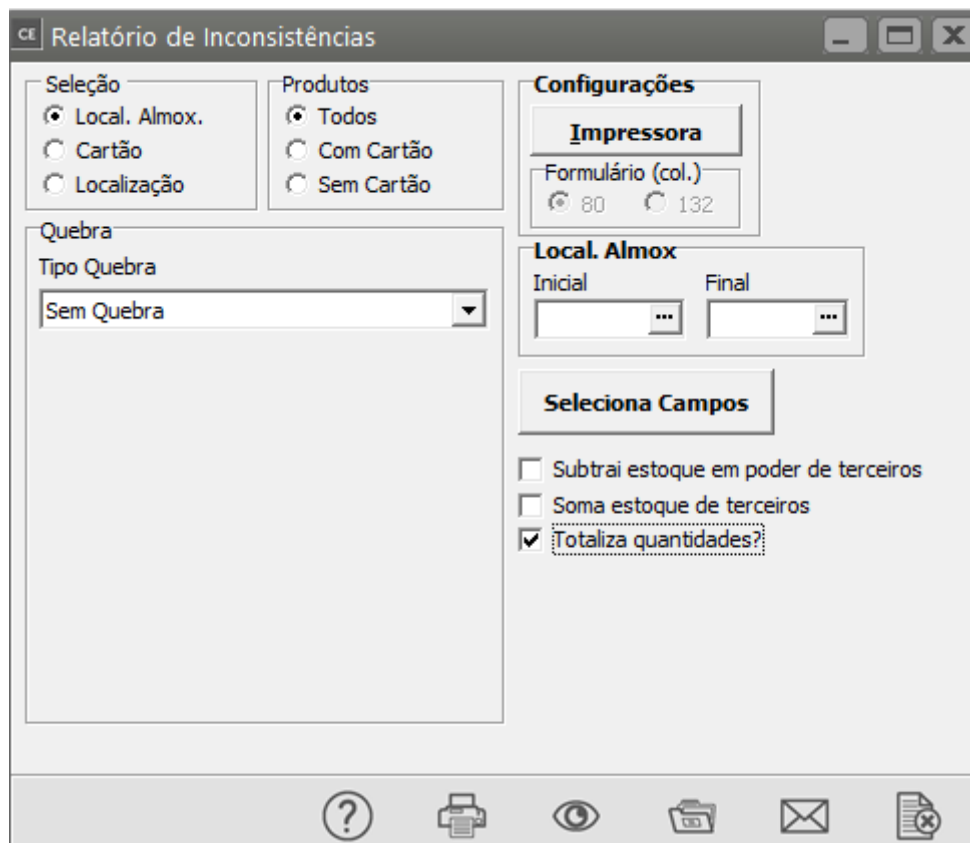 CE Relatório de Inconsistências
Seleção
Local. Almox.
Cartão
Localização
Produtos
Todos
Com Cartão
Sem Cartão
Configurações
Impressora
Formulário (col.)
80 132
Quebra
Tipo Quebra
Sem Quebra
Local. Almox
Inicial Final
... ...
Seleciona Campos
Subtrai estoque em poder de terceiros
Soma estoque de terceiros
Totaliza quantidades?
?